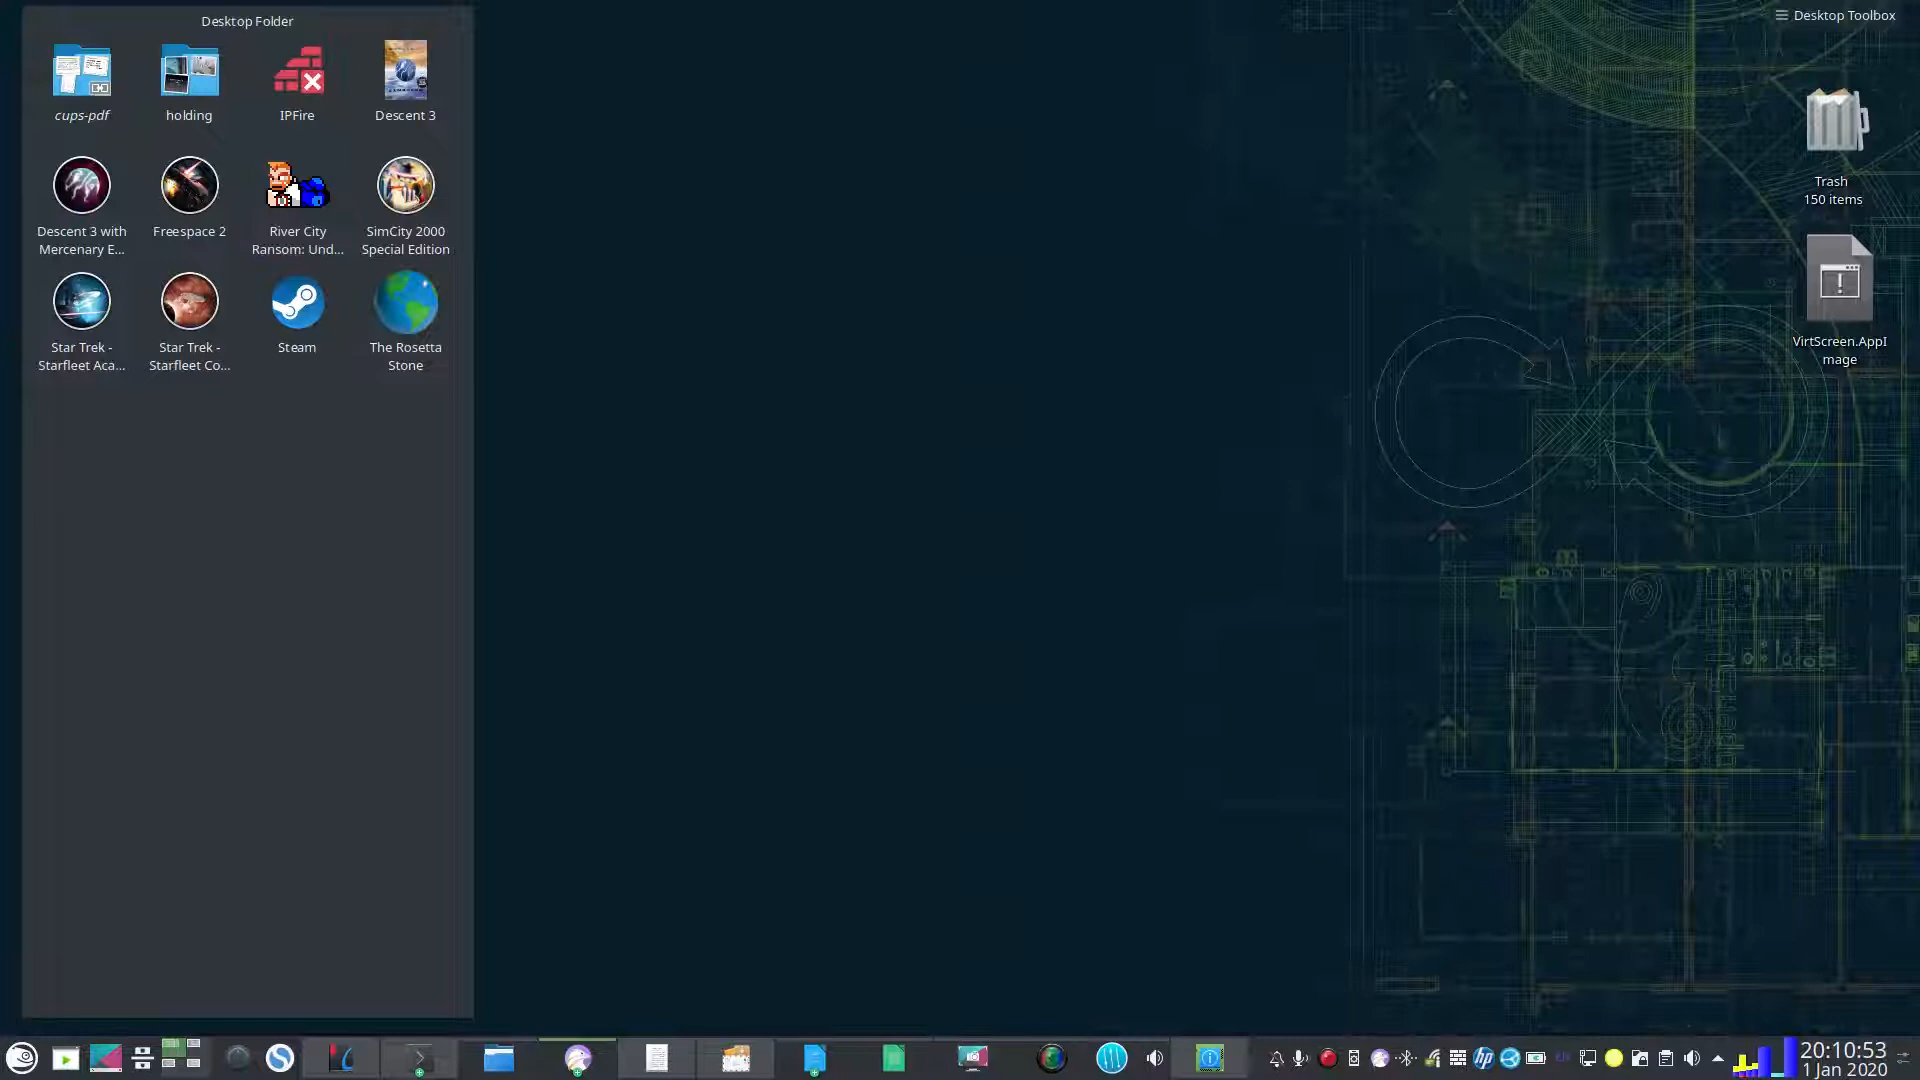 Desktop Folder
Desktop Toolbox
cups-pdf
holding
IPFire
Descent 3
Trash
150 items
Descent 3 with
Mercenary E...
Freespace 2
River City
Ransom: Und...
SimCity 2000
Special Edition
VirtScreen.AppI
mage
Star Trek -
Starfleet Aca...
Star Trek -
Starfleet Co...
Steam
The Rosetta
Stone
hp
20:10:53
1 Jan 2020